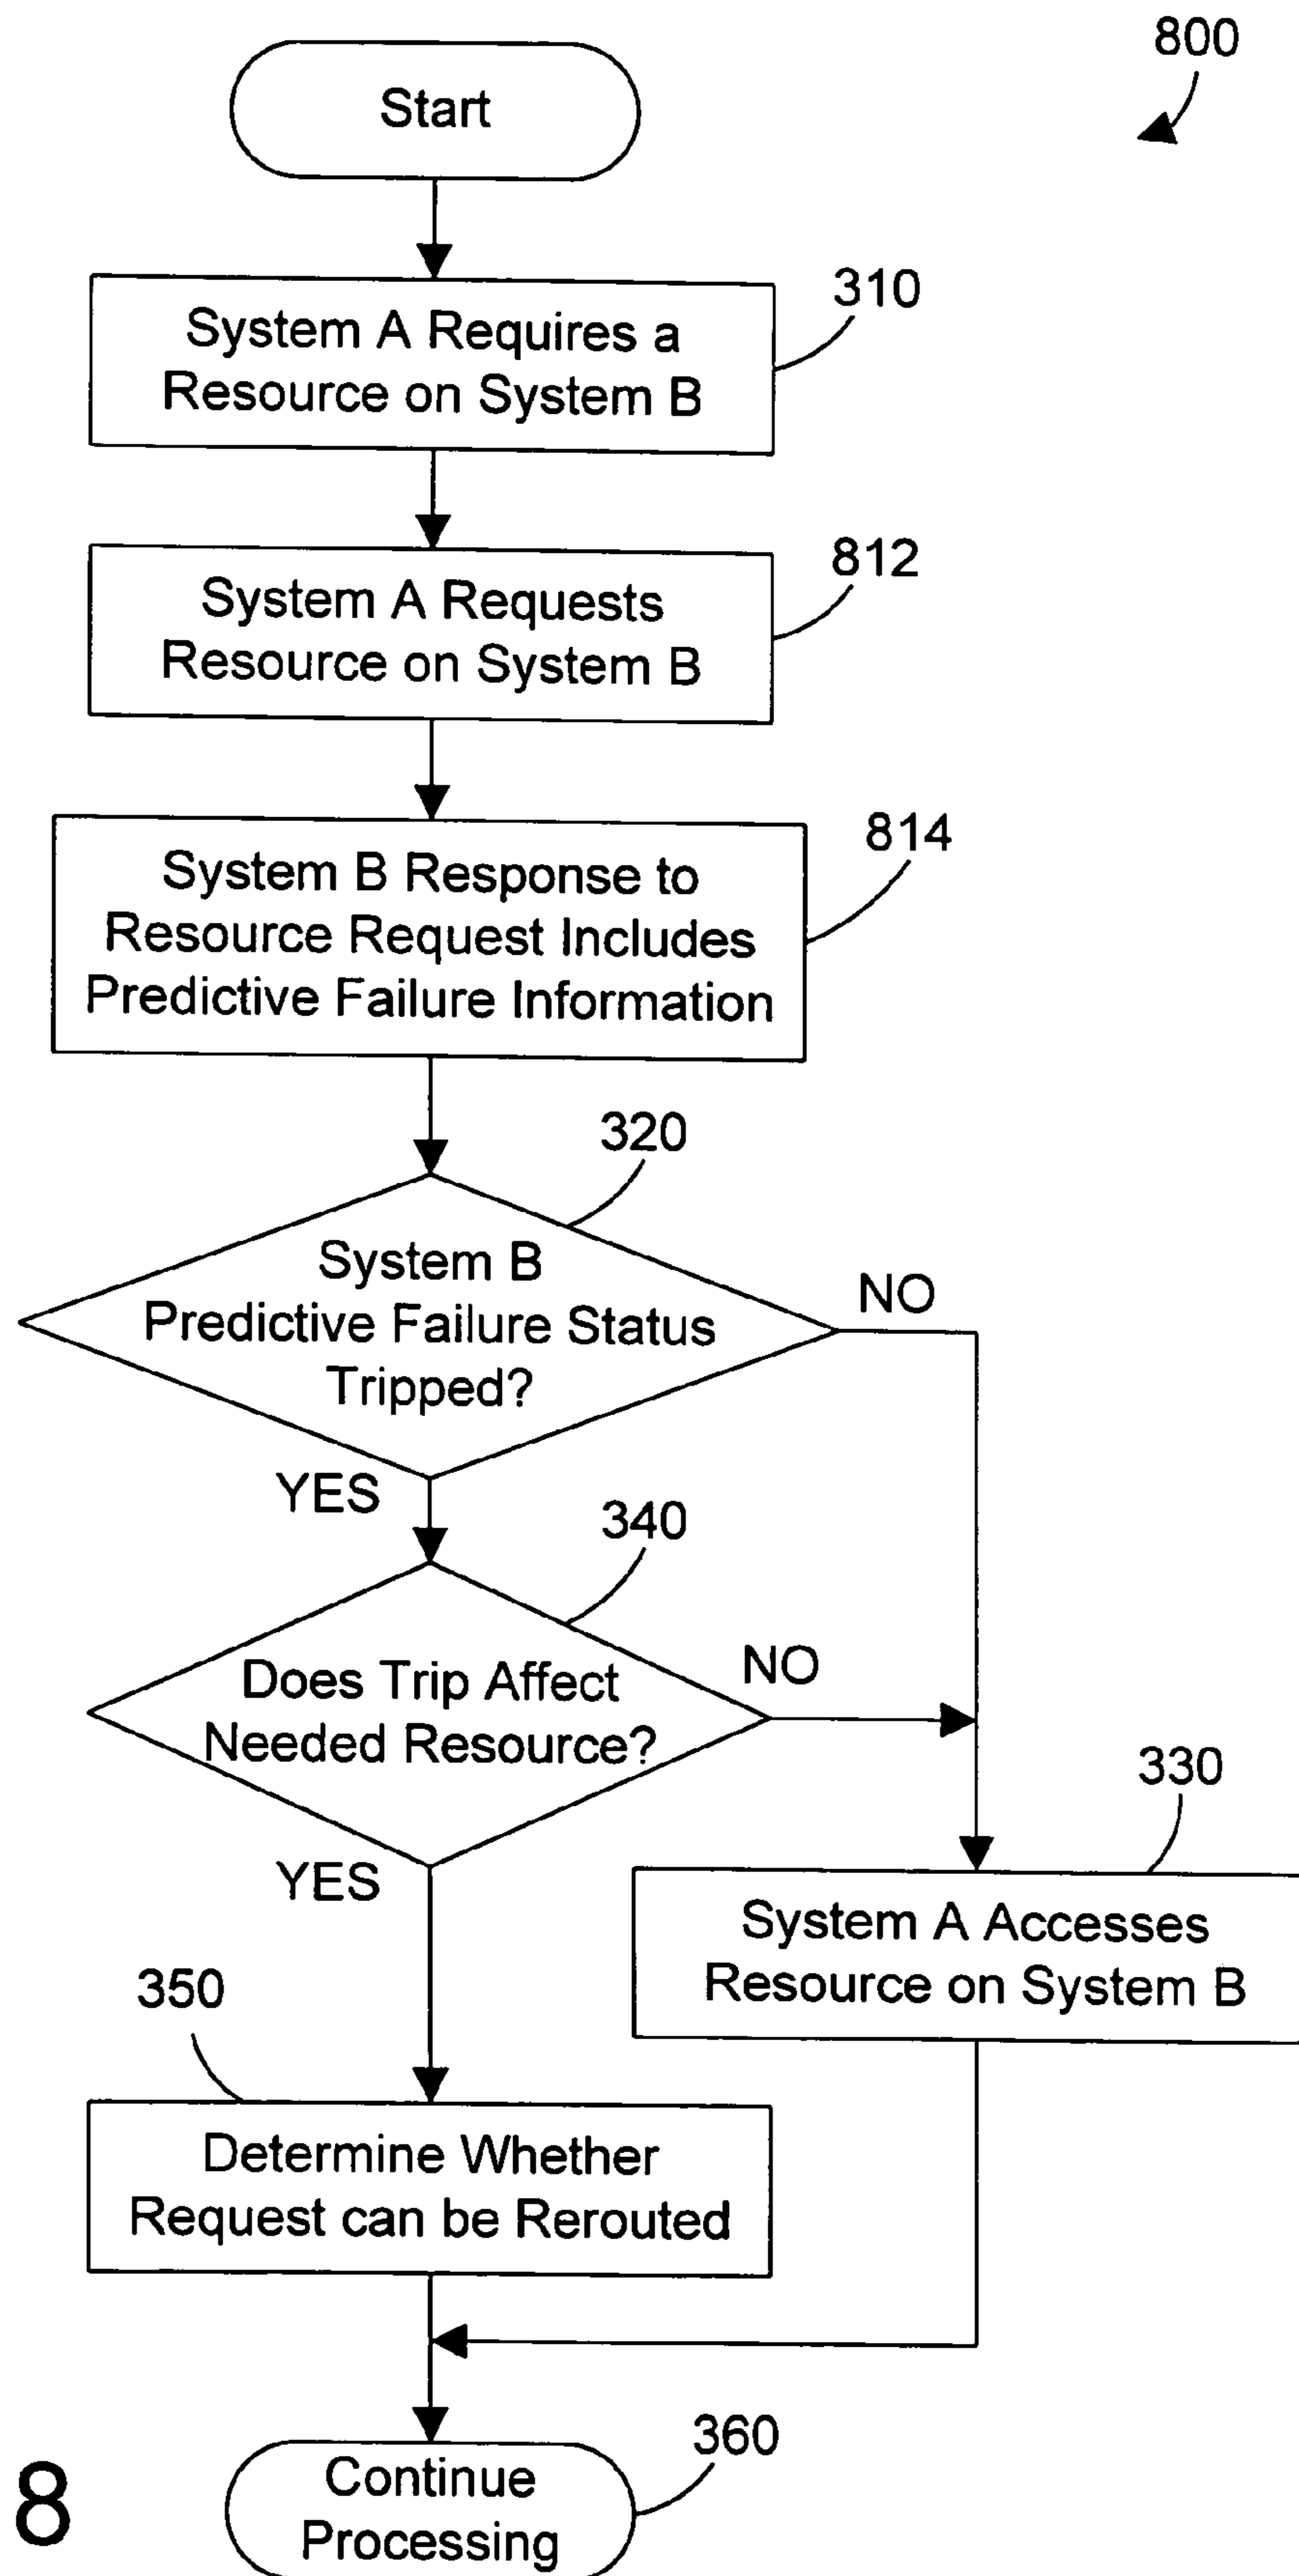 800
Start
310
System A Requires a
Resource on System B
812
System A Requests
Resource on System B
814
System B Response to
Resource Request Includes
Predictive Failure Information
320
System B
Predictive Failure Status
Tripped?
NO
YES
340
Does Trip Affect
Needed Resource?
NO
YES
330
System A Accesses
Resource on System B
350
Determine Whether
Request can be Rerouted
360
Continue
Processing
8